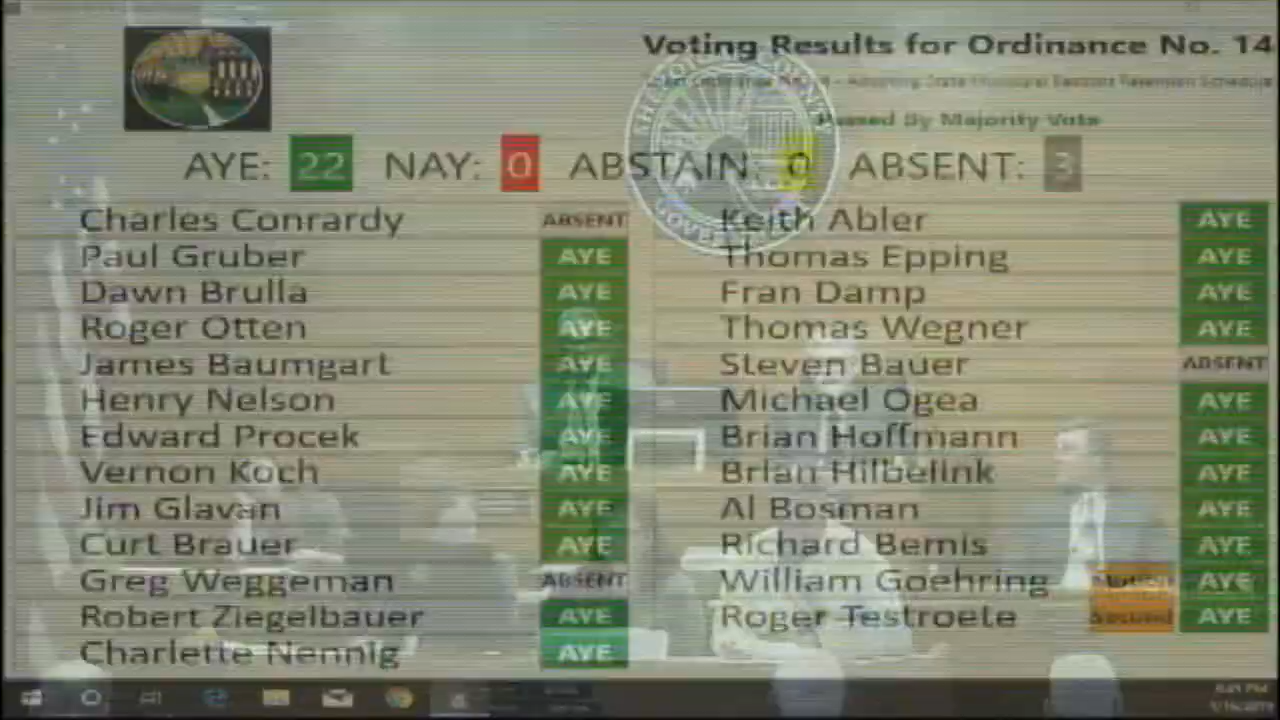 Voting Results for Ordinance No. 14
Passed By Majority Vote
AYE: 22 NAY: 0 ABSTAIN: 0 ABSENT: 3
Charles Conrardy ABSENT Keith Abler AYE
Paul Gruber AYE Thomas Epping AYE
Dawn Brulla AYE Fran Damp AYE
Roger Otten AYE Thomas Wegner AYE
James Baumgart AYE Steven Bauer ABSENT
Henry Nelson AYE Michael Ogea AYE
Edward Procek AYE Brian Hoffmann AYE
Vernon Koch AYE Brian Hilbelink AYE
Jim Glavan AYE Al Bosman AYE
Curt Brauer AYE Richard Bemis AYE
Greg Weggeman ABSENT William Goehring AYE
Robert Ziegelbauer AYE Roger Testroete AYE
Charlette Nennig AYE